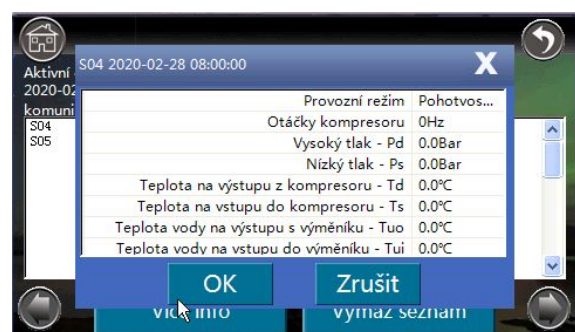 S04 2020-02-28 08:00:00 X
Aktivní
2020-02
komuni
S04
S05
Provozní režim Pohotvos...
Otáčky kompresoru 0Hz
Vysoký tlak - Pd 0.0Bar
Nízký tlak - Ps 0.0Bar
Teplota na výstupu z kompresoru - Td 0.0℃
Teplota na vstupu do kompresoru - Ts 0.0℃
Teplota vody na výstupu s výměníku - Tuo 0.0℃
Teplota vody na vstupu do výměníku - Tui 0.0℃
OK Zrušit
Více info Vymaž seznam